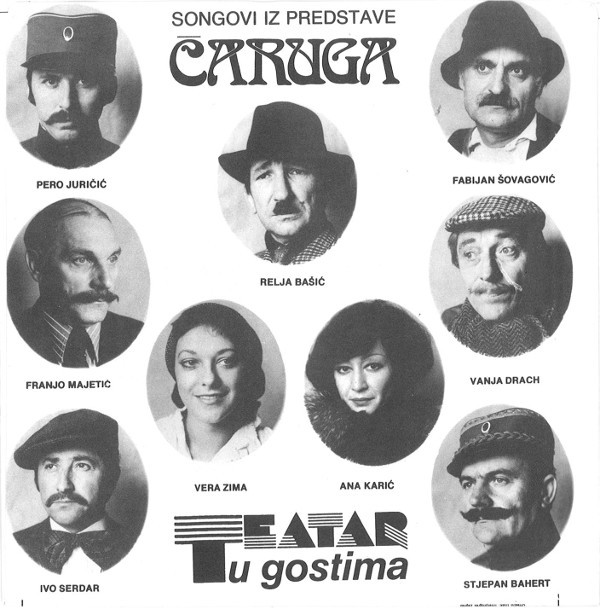 SONGOVI IZ PREDSTAVE
ČARUGA
PERO JURIČIĆ
FABIJAN ŠOVAGOVIĆ
RELJA BAŠIĆ
FRANJO MAJETIĆ
VANJA DRACH
VERA ZIMA
ANA KARIĆ
IVO SERDAR
STJEPAN BAHERT
TEATAR
u gostima